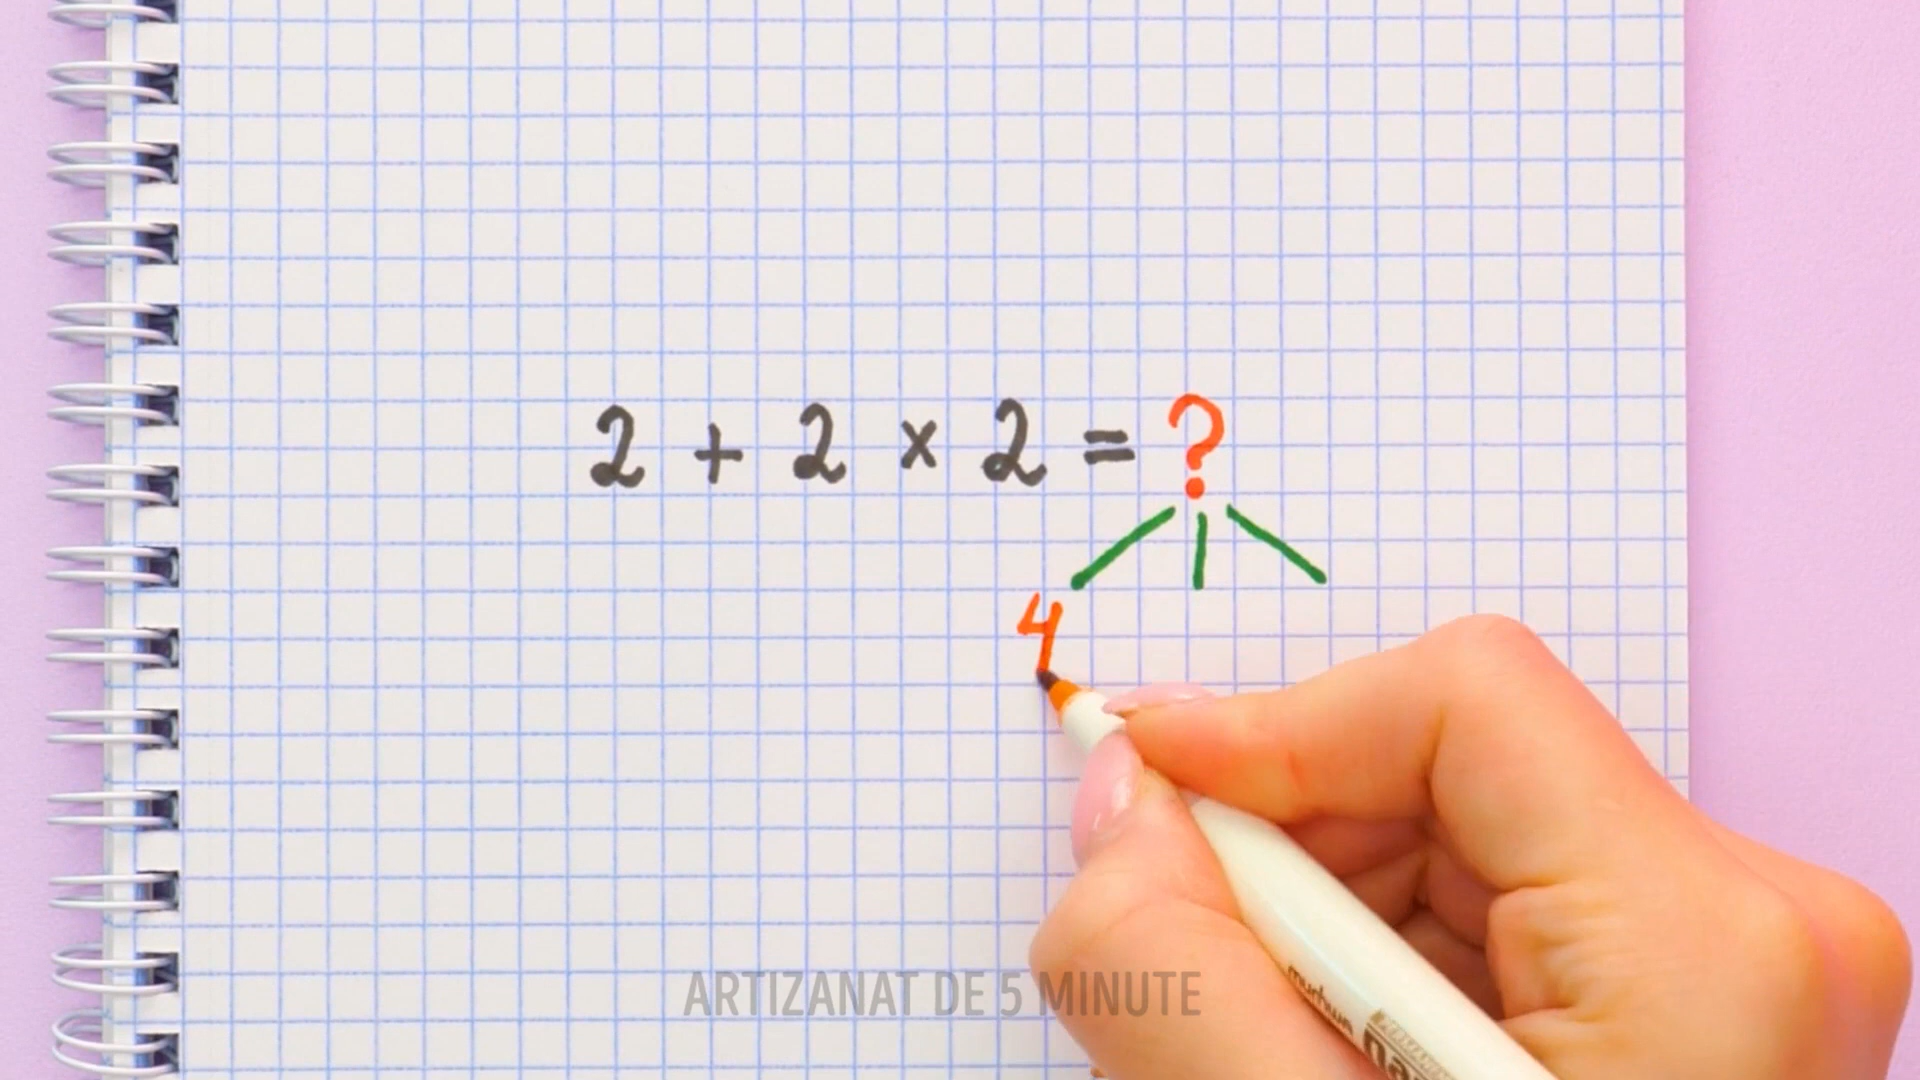 2 + 2 × 2 = ?
4
ARTIZANAT DE 5 MINUTE